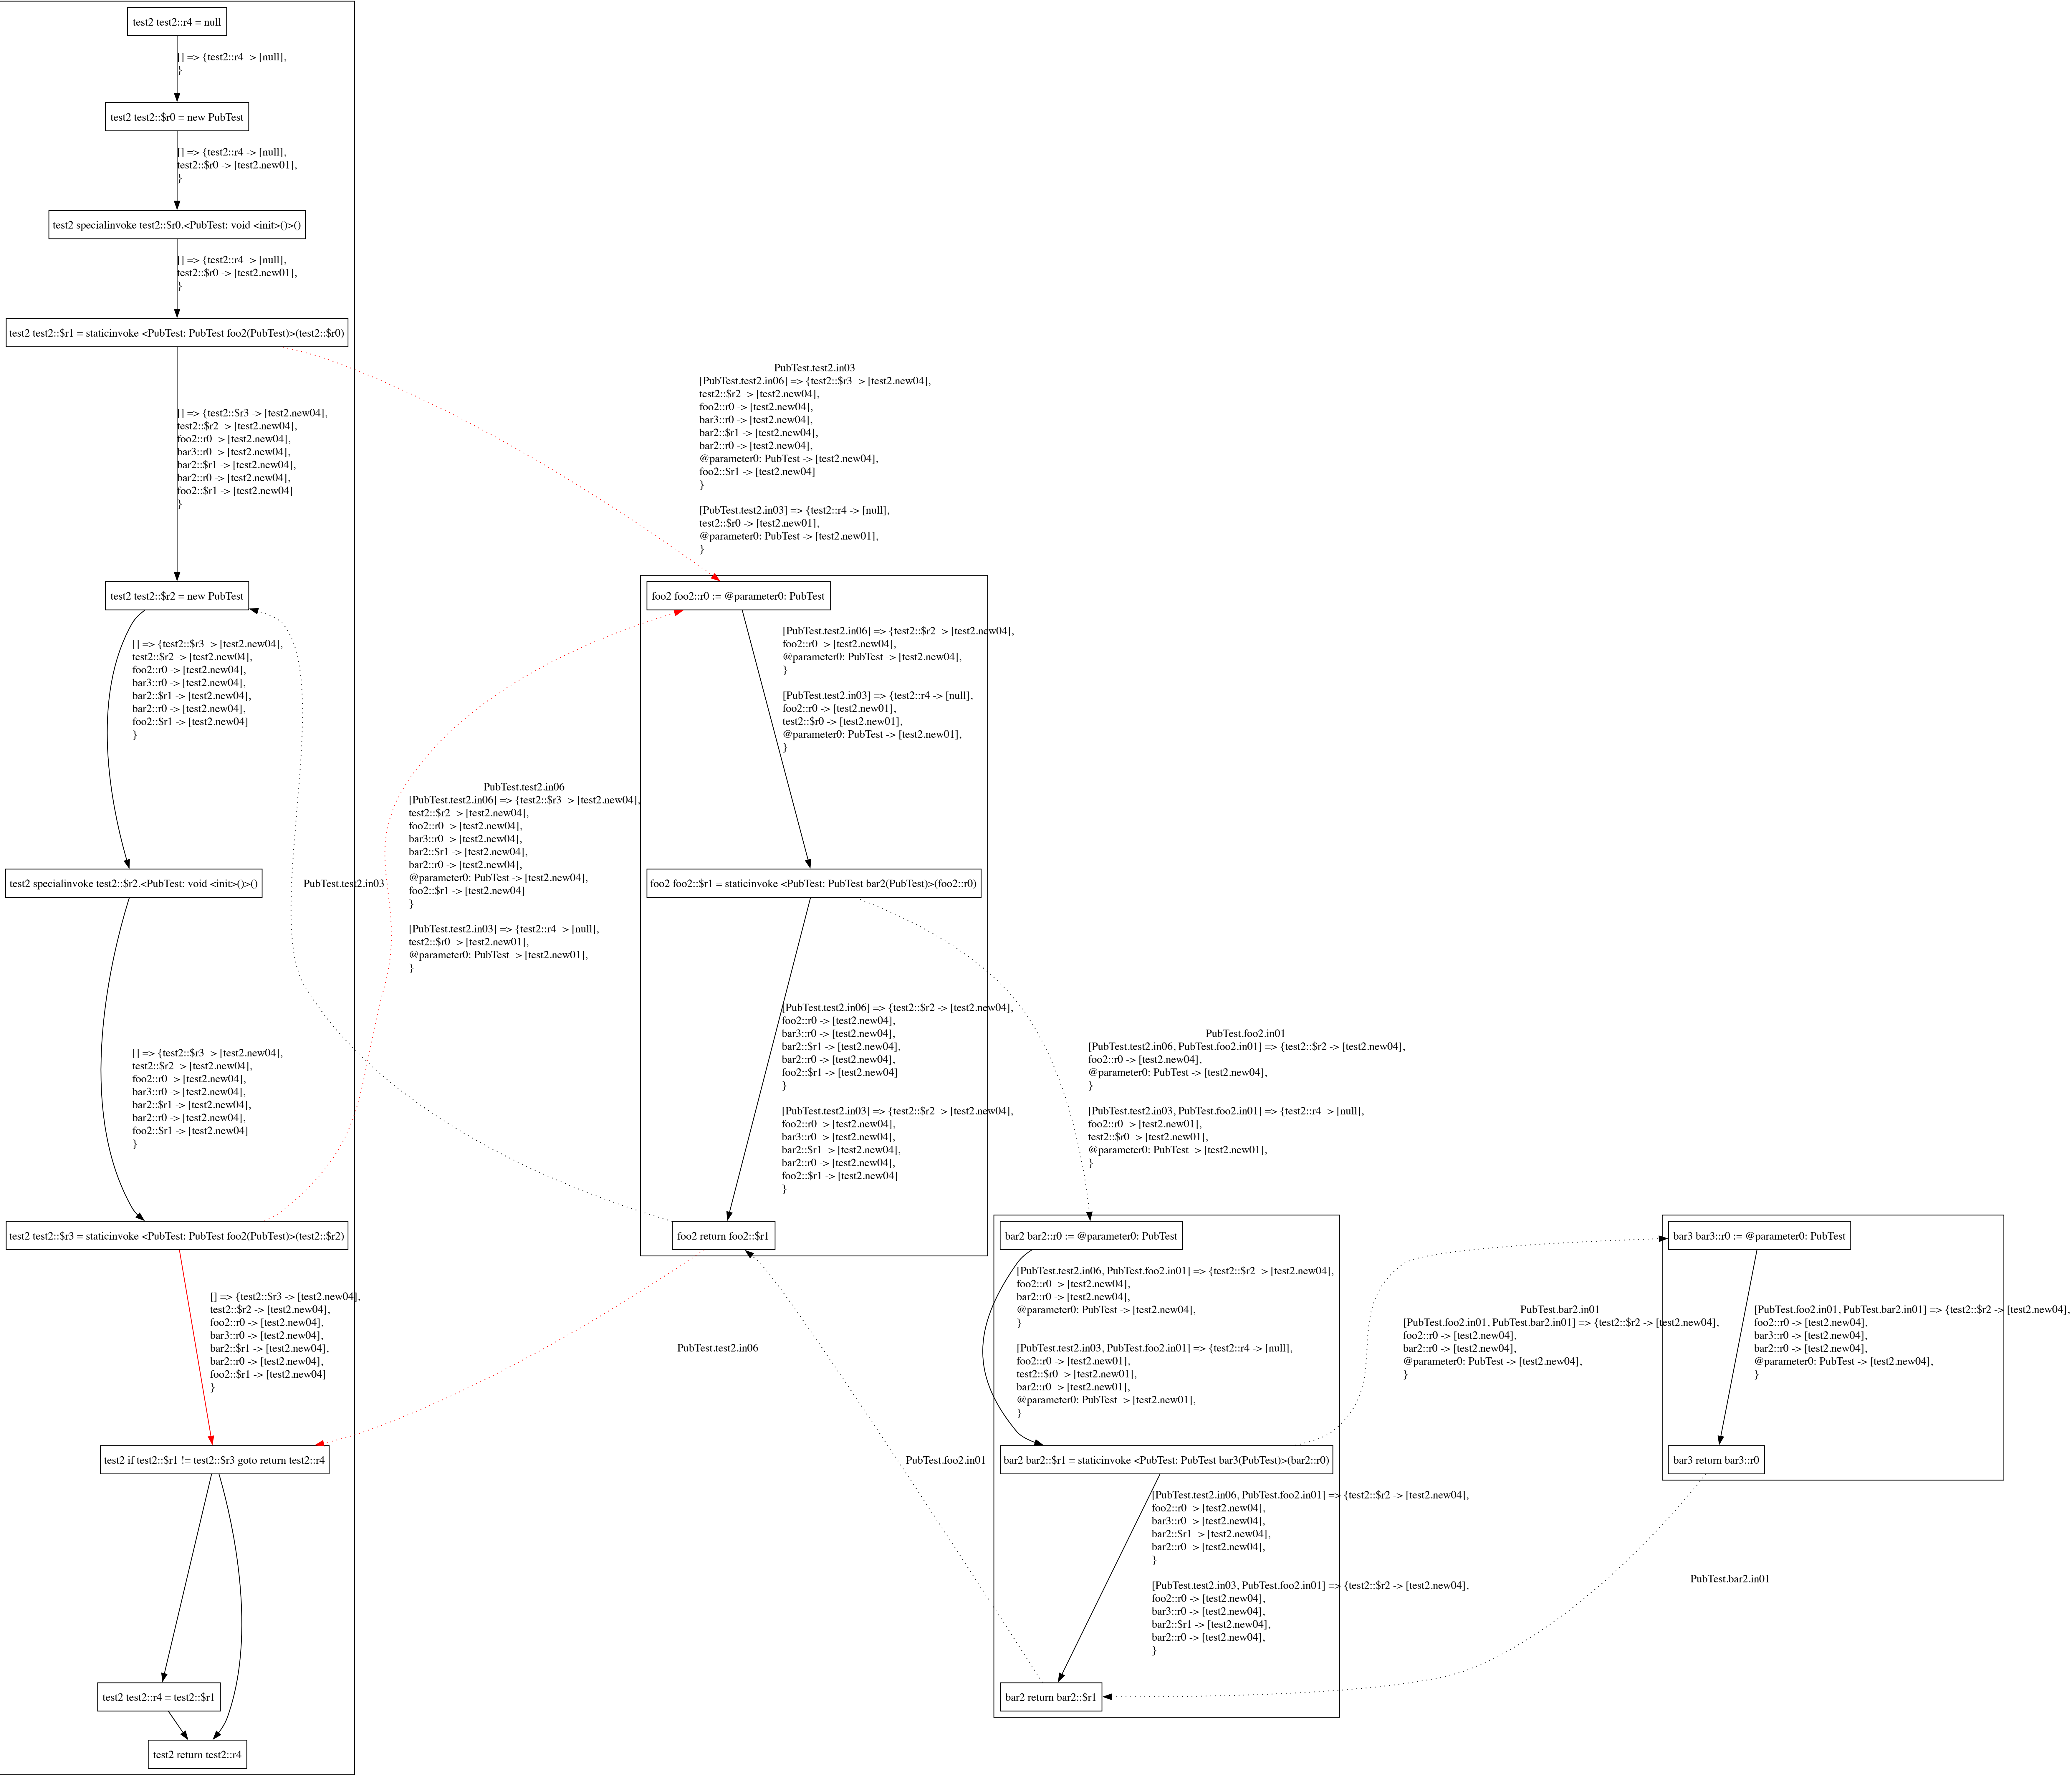 test2 test2::r4 = null
[] => {test2::r4 -> [null],
}
test2 test2::$r0 = new PubTest
[] => {test2::r4 -> [null],
test2::$r0 -> [test2.new01],
}
test2 specialinvoke test2::$r0.<PubTest: void <init>()>()
[] => {test2::r4 -> [null],
test2::$r0 -> [test2.new01],
}
test2 test2::$r1 = staticinvoke <PubTest: PubTest foo2(PubTest)>(test2::$r0)
[] => {test2::$r3 -> [test2.new04],
test2::$r2 -> [test2.new04],
foo2::r0 -> [test2.new04],
bar3::r0 -> [test2.new04],
bar2::$r1 -> [test2.new04],
bar2::r0 -> [test2.new04],
foo2::$r1 -> [test2.new04]
}
test2 test2::$r2 = new PubTest
[] => {test2::$r3 -> [test2.new04],
test2::$r2 -> [test2.new04],
foo2::r0 -> [test2.new04],
bar3::r0 -> [test2.new04],
bar2::$r1 -> [test2.new04],
bar2::r0 -> [test2.new04],
foo2::$r1 -> [test2.new04]
}
test2 specialinvoke test2::$r2.<PubTest: void <init>()>()
[] => {test2::$r3 -> [test2.new04],
test2::$r2 -> [test2.new04],
foo2::r0 -> [test2.new04],
bar3::r0 -> [test2.new04],
bar2::$r1 -> [test2.new04],
bar2::r0 -> [test2.new04],
foo2::$r1 -> [test2.new04]
}
test2 test2::$r3 = staticinvoke <PubTest: PubTest foo2(PubTest)>(test2::$r2)
[] => {test2::$r3 -> [test2.new04],
test2::$r2 -> [test2.new04],
foo2::r0 -> [test2.new04],
bar3::r0 -> [test2.new04],
bar2::$r1 -> [test2.new04],
bar2::r0 -> [test2.new04],
foo2::$r1 -> [test2.new04]
}
test2 if test2::$r1 != test2::$r3 goto return test2::r4
test2 test2::r4 = test2::$r1
test2 return test2::r4
PubTest.test2.in03
PubTest.test2.in06
[PubTest.test2.in06] => {test2::$r3 -> [test2.new04],
test2::$r2 -> [test2.new04],
foo2::r0 -> [test2.new04],
bar3::r0 -> [test2.new04],
bar2::$r1 -> [test2.new04],
bar2::r0 -> [test2.new04],
@parameter0: PubTest -> [test2.new04],
foo2::$r1 -> [test2.new04]
}
[PubTest.test2.in03] => {test2::r4 -> [null],
test2::$r0 -> [test2.new01],
@parameter0: PubTest -> [test2.new01],
}
PubTest.test2.in03
[PubTest.test2.in06] => {test2::$r3 -> [test2.new04],
test2::$r2 -> [test2.new04],
foo2::r0 -> [test2.new04],
bar3::r0 -> [test2.new04],
bar2::$r1 -> [test2.new04],
bar2::r0 -> [test2.new04],
@parameter0: PubTest -> [test2.new04],
foo2::$r1 -> [test2.new04]
}
[PubTest.test2.in03] => {test2::r4 -> [null],
test2::$r0 -> [test2.new01],
@parameter0: PubTest -> [test2.new01],
}
foo2 foo2::r0 := @parameter0: PubTest
[PubTest.test2.in06] => {test2::$r2 -> [test2.new04],
foo2::r0 -> [test2.new04],
@parameter0: PubTest -> [test2.new04],
}
[PubTest.test2.in03] => {test2::r4 -> [null],
foo2::r0 -> [test2.new01],
test2::$r0 -> [test2.new01],
@parameter0: PubTest -> [test2.new01],
}
foo2 foo2::$r1 = staticinvoke <PubTest: PubTest bar2(PubTest)>(foo2::r0)
[PubTest.test2.in06] => {test2::$r2 -> [test2.new04],
foo2::r0 -> [test2.new04],
bar3::r0 -> [test2.new04],
bar2::$r1 -> [test2.new04],
bar2::r0 -> [test2.new04],
foo2::$r1 -> [test2.new04]
}
[PubTest.test2.in03] => {test2::$r2 -> [test2.new04],
foo2::r0 -> [test2.new04],
bar3::r0 -> [test2.new04],
bar2::$r1 -> [test2.new04],
bar2::r0 -> [test2.new04],
foo2::$r1 -> [test2.new04]
}
foo2 return foo2::$r1
PubTest.test2.in06
PubTest.foo2.in01
PubTest.foo2.in01
[PubTest.test2.in06, PubTest.foo2.in01] => {test2::$r2 -> [test2.new04],
foo2::r0 -> [test2.new04],
@parameter0: PubTest -> [test2.new04],
}
[PubTest.test2.in03, PubTest.foo2.in01] => {test2::r4 -> [null],
foo2::r0 -> [test2.new01],
test2::$r0 -> [test2.new01],
@parameter0: PubTest -> [test2.new01],
}
bar2 bar2::r0 := @parameter0: PubTest
[PubTest.test2.in06, PubTest.foo2.in01] => {test2::$r2 -> [test2.new04],
foo2::r0 -> [test2.new04],
bar2::r0 -> [test2.new04],
@parameter0: PubTest -> [test2.new04],
}
[PubTest.test2.in03, PubTest.foo2.in01] => {test2::r4 -> [null],
foo2::r0 -> [test2.new01],
test2::$r0 -> [test2.new01],
bar2::r0 -> [test2.new01],
@parameter0: PubTest -> [test2.new01],
}
bar2 bar2::$r1 = staticinvoke <PubTest: PubTest bar3(PubTest)>(bar2::r0)
[PubTest.test2.in06, PubTest.foo2.in01] => {test2::$r2 -> [test2.new04],
foo2::r0 -> [test2.new04],
bar3::r0 -> [test2.new04],
bar2::$r1 -> [test2.new04],
bar2::r0 -> [test2.new04],
}
[PubTest.test2.in03, PubTest.foo2.in01] => {test2::$r2 -> [test2.new04],
foo2::r0 -> [test2.new04],
bar3::r0 -> [test2.new04],
bar2::$r1 -> [test2.new04],
bar2::r0 -> [test2.new04],
}
bar2 return bar2::$r1
PubTest.bar2.in01
[PubTest.foo2.in01, PubTest.bar2.in01] => {test2::$r2 -> [test2.new04],
foo2::r0 -> [test2.new04],
bar2::r0 -> [test2.new04],
@parameter0: PubTest -> [test2.new04],
}
bar3 bar3::r0 := @parameter0: PubTest
[PubTest.foo2.in01, PubTest.bar2.in01] => {test2::$r2 -> [test2.new04],
foo2::r0 -> [test2.new04],
bar3::r0 -> [test2.new04],
bar2::r0 -> [test2.new04],
@parameter0: PubTest -> [test2.new04],
}
bar3 return bar3::r0
PubTest.bar2.in01